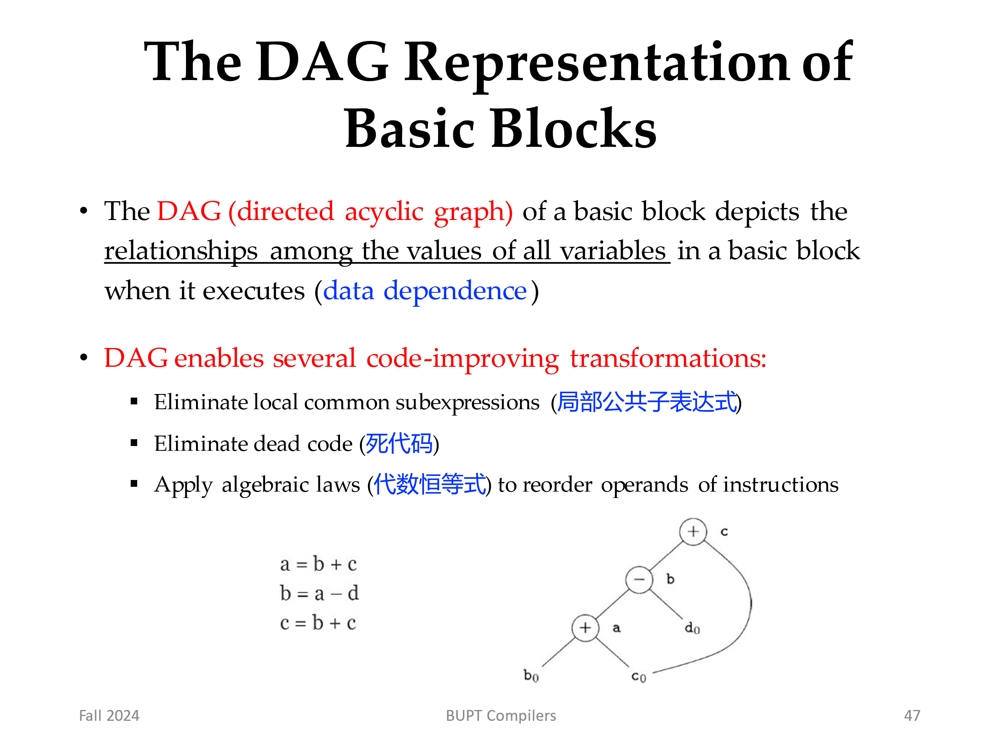 The DAG Representation of
Basic Blocks
• The DAG (directed acyclic graph) of a basic block depicts the
relationships among the values of all variables in a basic block
when it executes (data dependence)
• DAG enables several code-improving transformations:
▪ Eliminate local common subexpressions (局部公共子表达式)
▪ Eliminate dead code (死代码)
▪ Apply algebraic laws (代数恒等式) to reorder operands of instructions
a = b + c
b = a − d
c = b + c
+ c
− b
+ a
d₀
b₀
c₀
Fall 2024
BUPT Compilers
47